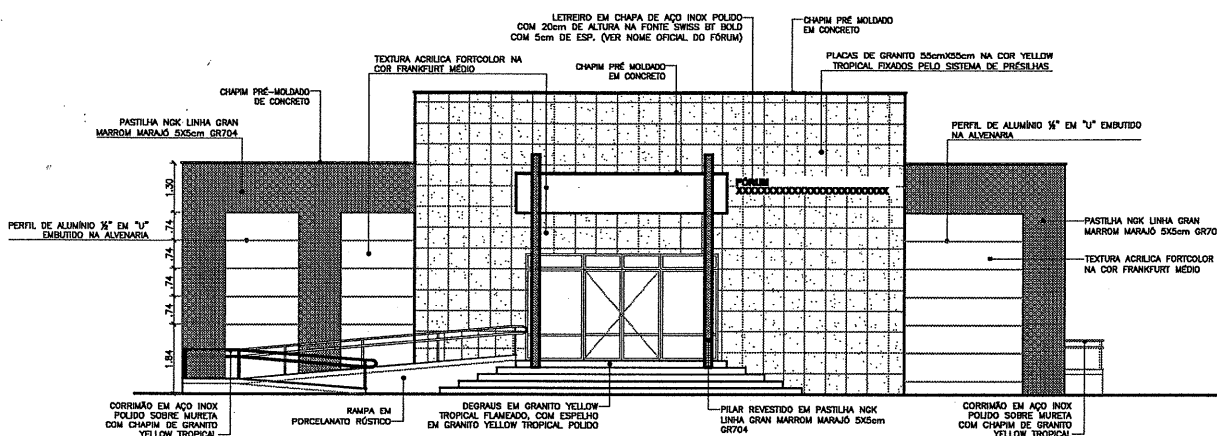 LETREIRO EM CHAPA DE AÇO INOX POLIDO
COM 20cm DE ALTURA NA FONTE SWISS BT BOLD
COM 5cm DE ESP. (VER NOME OFICIAL DO FÓRUM)
CHAPIM PRÉ MOLDADO
EM CONCRETO
TEXTURA ACRILICA FORTCOLOR NA
COR FRANKFURT MÉDIO
CHAPIM PRÉ MOLDADO
EM CONCRETO
PLACAS DE GRANITO 55cmX55cm NA COR YELLOW
TROPICAL FIXADOS PELO SISTEMA DE PRÉSILHAS
CHAPIM PRÉ-MOLDADO
DE CONCRETO
PASTILHA NGK LINHA GRAN
MARROM MARAJÓ 5X5cm GR704
PERFIL DE ALUMÍNIO ½" EM "U" EMBUTIDO
NA ALVENARIA
1.30
.74
.74
.74
.74
1.84
FÓRUM
XXXXXXXXXXXXXXXXXXXXXXXXX
PERFIL DE ALUMÍNIO ½" EM "U"
EMBUTIDO NA ALVENARIA
PASTILHA NGK LINHA GRAN
MARROM MARAJÓ 5X5cm GR70
TEXTURA ACRILICA FORTCOLOR
NA COR FRANKFURT MÉDIO
CORRIMÃO EM AÇO INOX
POLIDO SOBRE MURETA
COM CHAPIM DE GRANITO
YELLOW TROPICAL
RAMPA EM
PORCELANATO RÚSTICO
DEGRAUS EM GRANITO YELLOW
TROPICAL FLAMEADO, COM ESPELHO
EM GRANITO YELLOW TROPICAL POLIDO
PILAR REVESTIDO EM PASTILHA NGK
LINHA GRAN MARROM MARAJÓ 5X5cm
GR704
CORRIMÃO EM AÇO INOX
POLIDO SOBRE MURETA
COM CHAPIM DE GRANITO
YELLOW TROPICAL